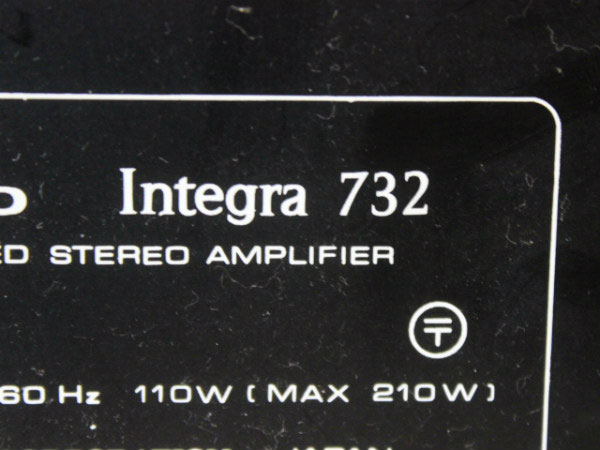 Integra 732
ED STEREO AMPLIFIER
〒
60 Hz 110W ( MAX 210W )